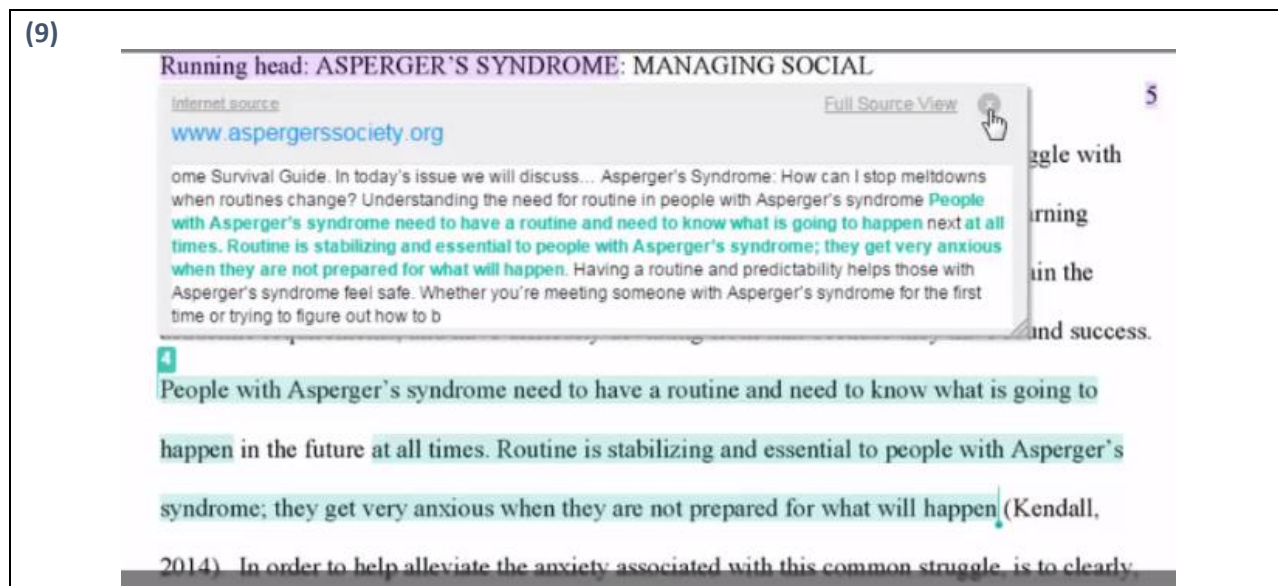 (9)
Running head: ASPERGER'S SYNDROME: MANAGING SOCIAL
5
Internet source
Full Source View
www.aspergerssociety.org
ome Survival Guide. In today's issue we will discuss... Asperger's Syndrome: How can I stop meltdowns
when routines change? Understanding the need for routine in people with Asperger's syndrome People
with Asperger's syndrome need to have a routine and need to know what is going to happen next at all
times. Routine is stabilizing and essential to people with Asperger's syndrome; they get very anxious
when they are not prepared for what will happen. Having a routine and predictability helps those with
Asperger's syndrome feel safe. Whether you're meeting someone with Asperger's syndrome for the first
time or trying to figure out how to b
ggle with
rning
in the
und success.
4
People with Asperger's syndrome need to have a routine and need to know what is going to
happen in the future at all times. Routine is stabilizing and essential to people with Asperger's
syndrome; they get very anxious when they are not prepared for what will happen (Kendall,
2014). In order to help alleviate the anxiety associated with this common struggle, is to clearly,